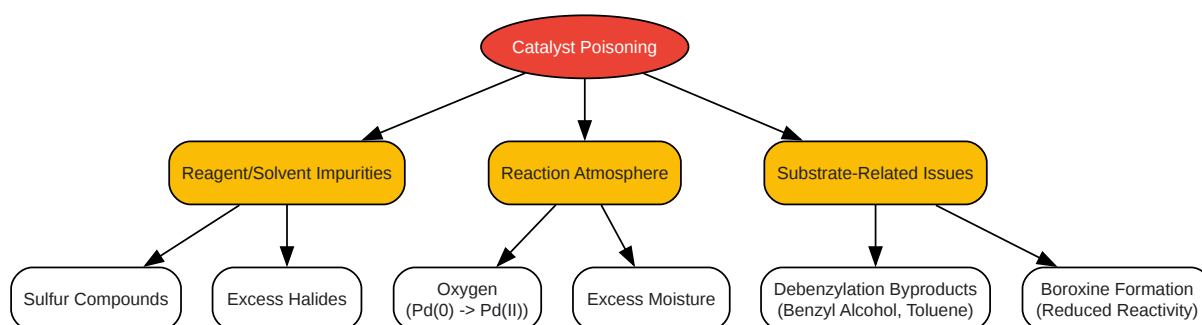 Catalyst Poisoning
Reagent/Solvent Impurities
Reaction Atmosphere
Substrate-Related Issues
Sulfur Compounds
Excess Halides
Oxygen
(Pd(0) -> Pd(II))
Excess Moisture
Debenzylation Byproducts
(Benzyl Alcohol, Toluene)
Boroxine Formation
(Reduced Reactivity)